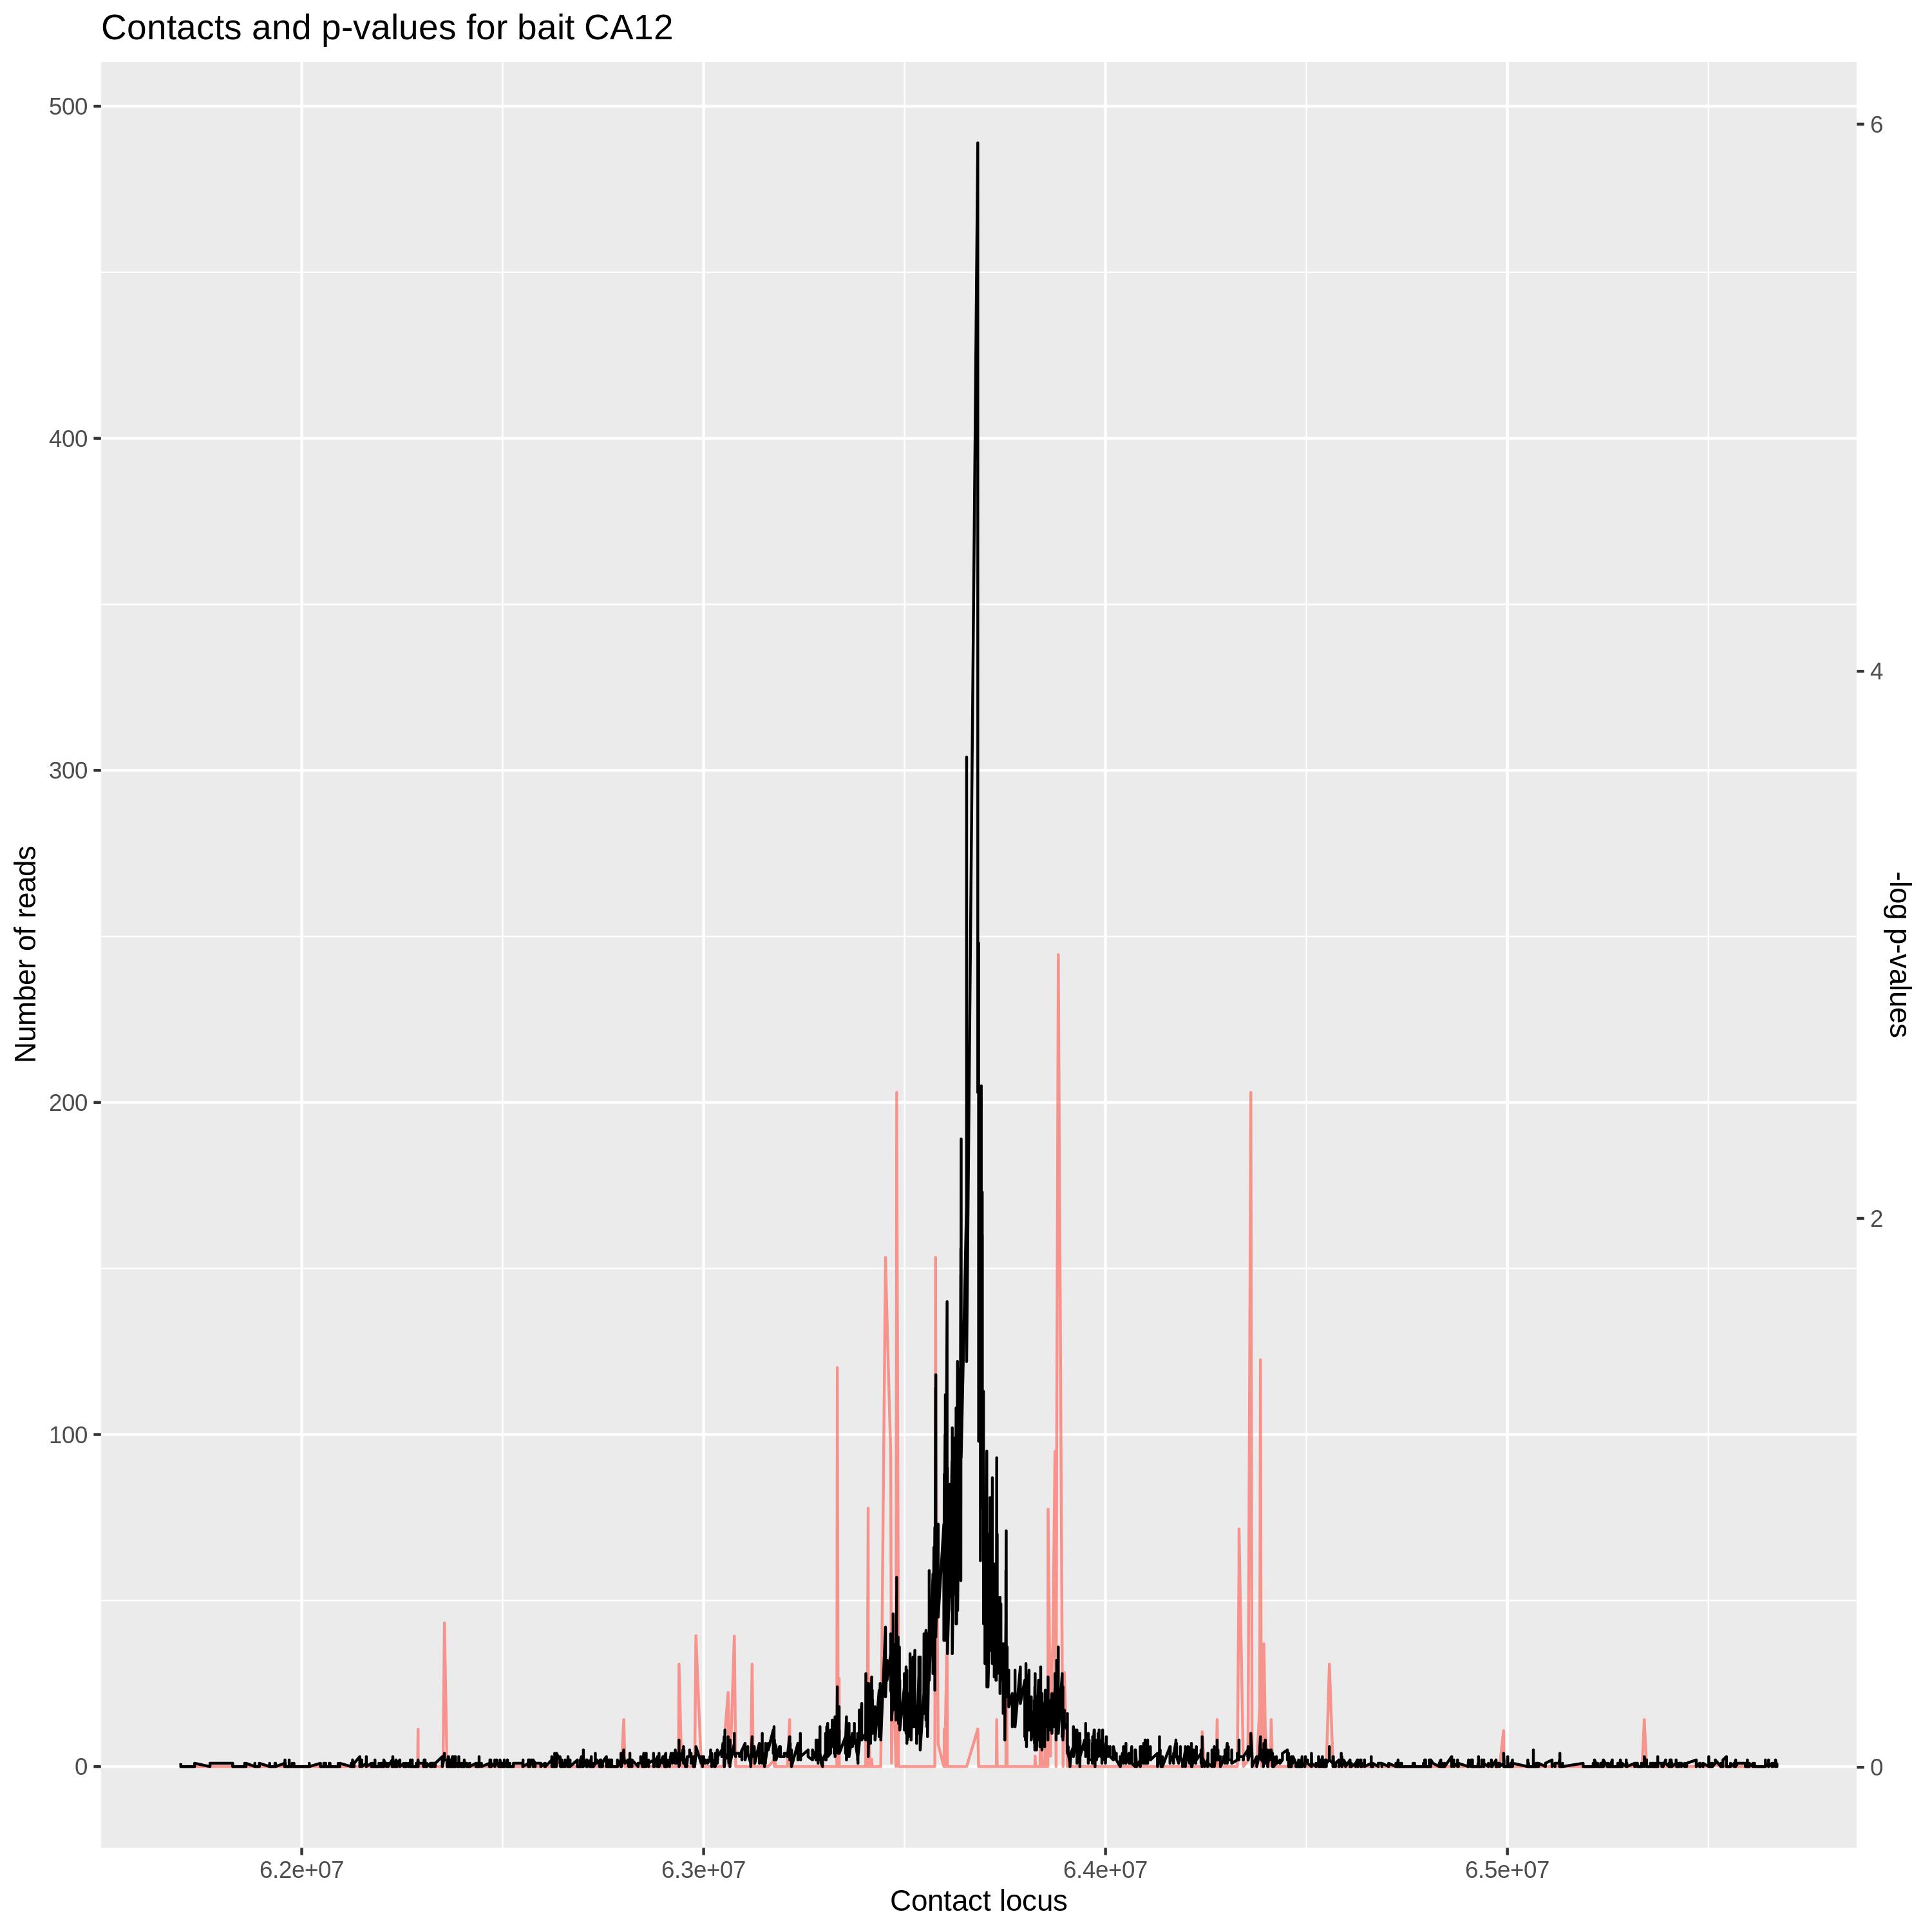 Contacts and p-values for bait CA12
500
400
300
200
100
0
Number of reads
6
4
2
0
-log p-values
6.2e+07
6.3e+07
6.4e+07
6.5e+07
Contact locus